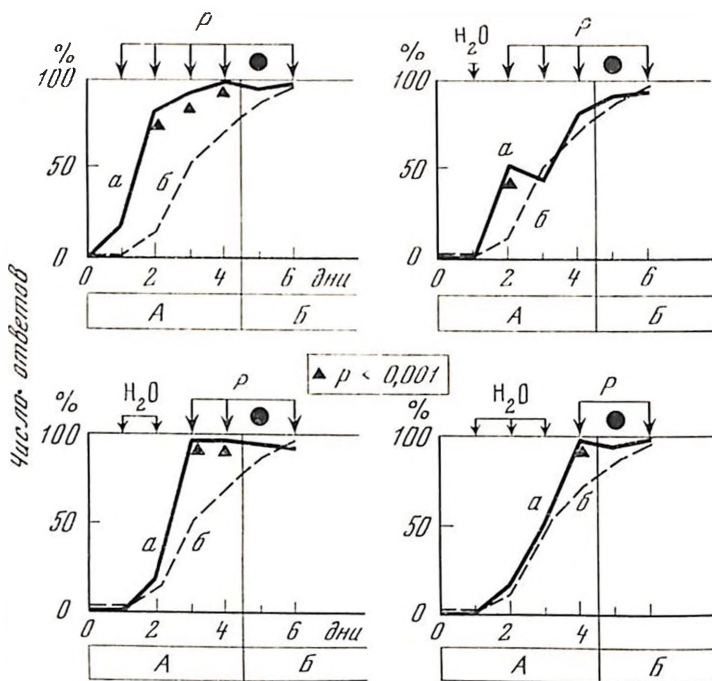 P
%
100
50
0
а
б
0 2 4 6 дни
А Б
H₂O
P
100
50
0
а
б
0 2 4 6
А Б
Число ответов
▲ p < 0,001
H₂O
P
%
100
50
0
а
б
0 2 4 6 дни
А Б
H₂O
P
%
100
50
0
а
б
0 2 4 6
А Б